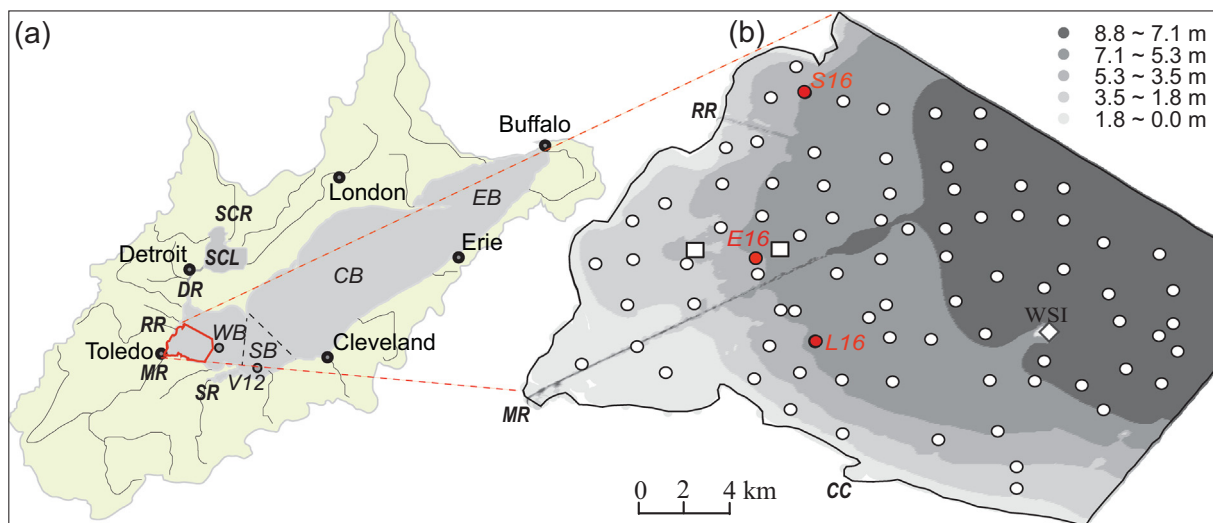 (a)
Buffalo
London
EB
SCR
Erie
Detroit
SCL
CB
DR
RR
WB
Toledo
SB
Cleveland
MR
V12
SR
(b)
8.8 ~ 7.1 m
7.1 ~ 5.3 m
5.3 ~ 3.5 m
3.5 ~ 1.8 m
1.8 ~ 0.0 m
S16
RR
E16
WSI
L16
MR
CC
0 2 4 km